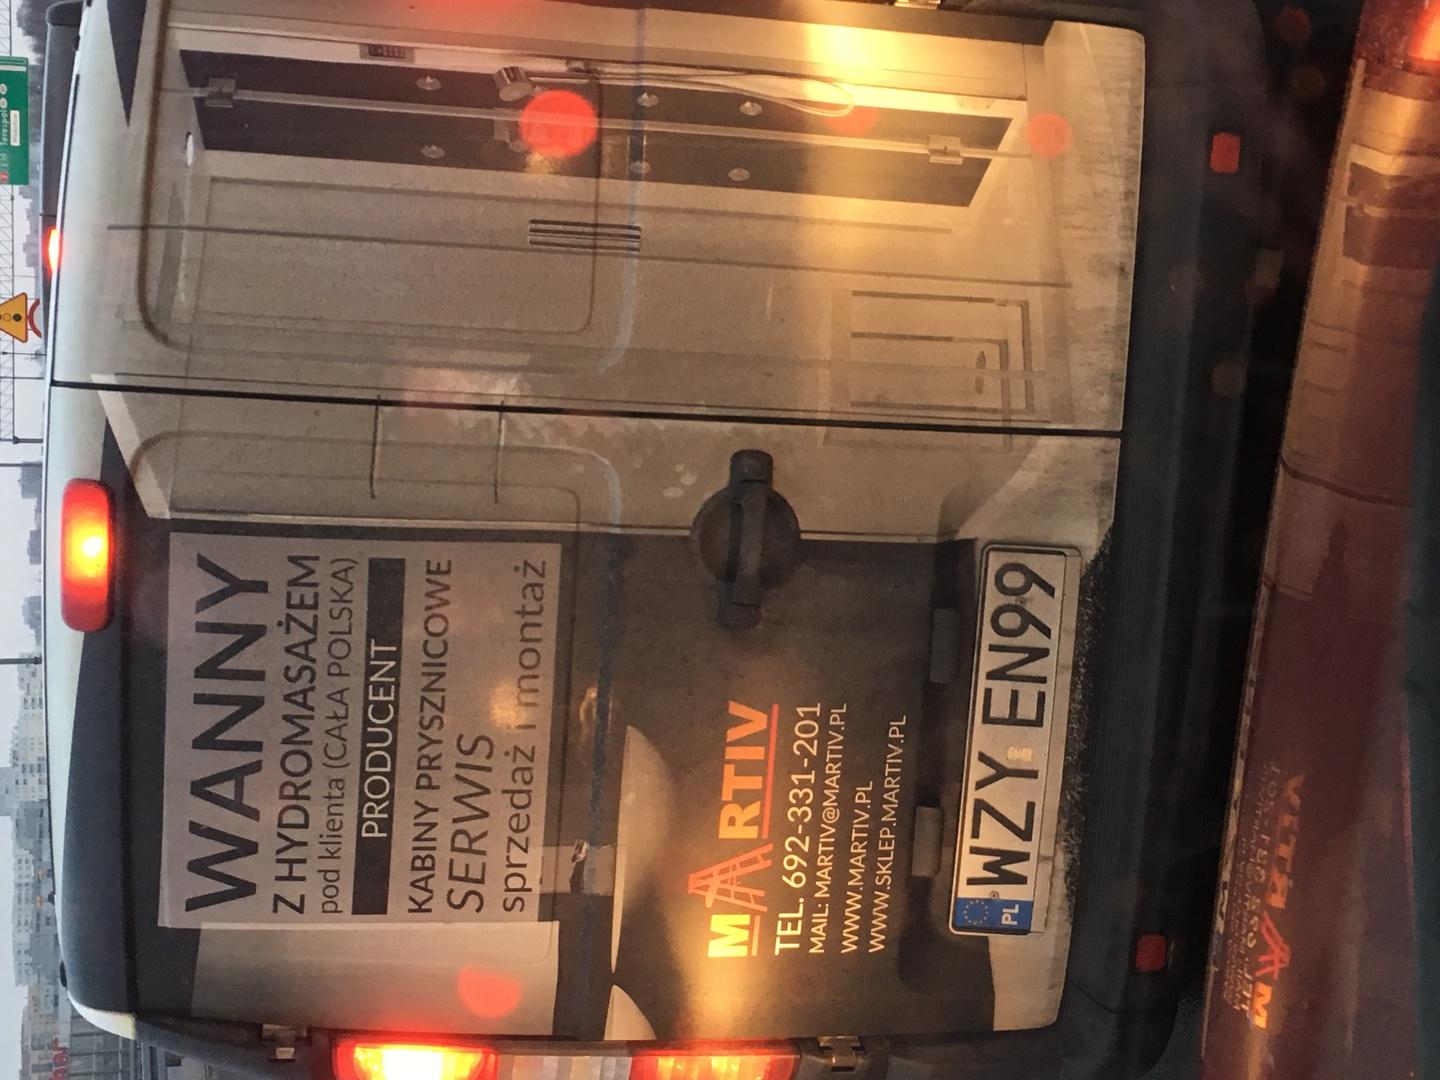 WANNY
Z HYDROMASAŻEM
pod klienta (CAŁA POLSKA)
PRODUCENT
KABINY PRYSZNICOWE
SERWIS
sprzedaż i montaż
MARTIV
TEL. 692-331-201
MAIL: MARTIV@MARTIV.PL
WWW.MARTIV.PL
WWW.SKLEP.MARTIV.PL
PL WZY EN99
Terespol